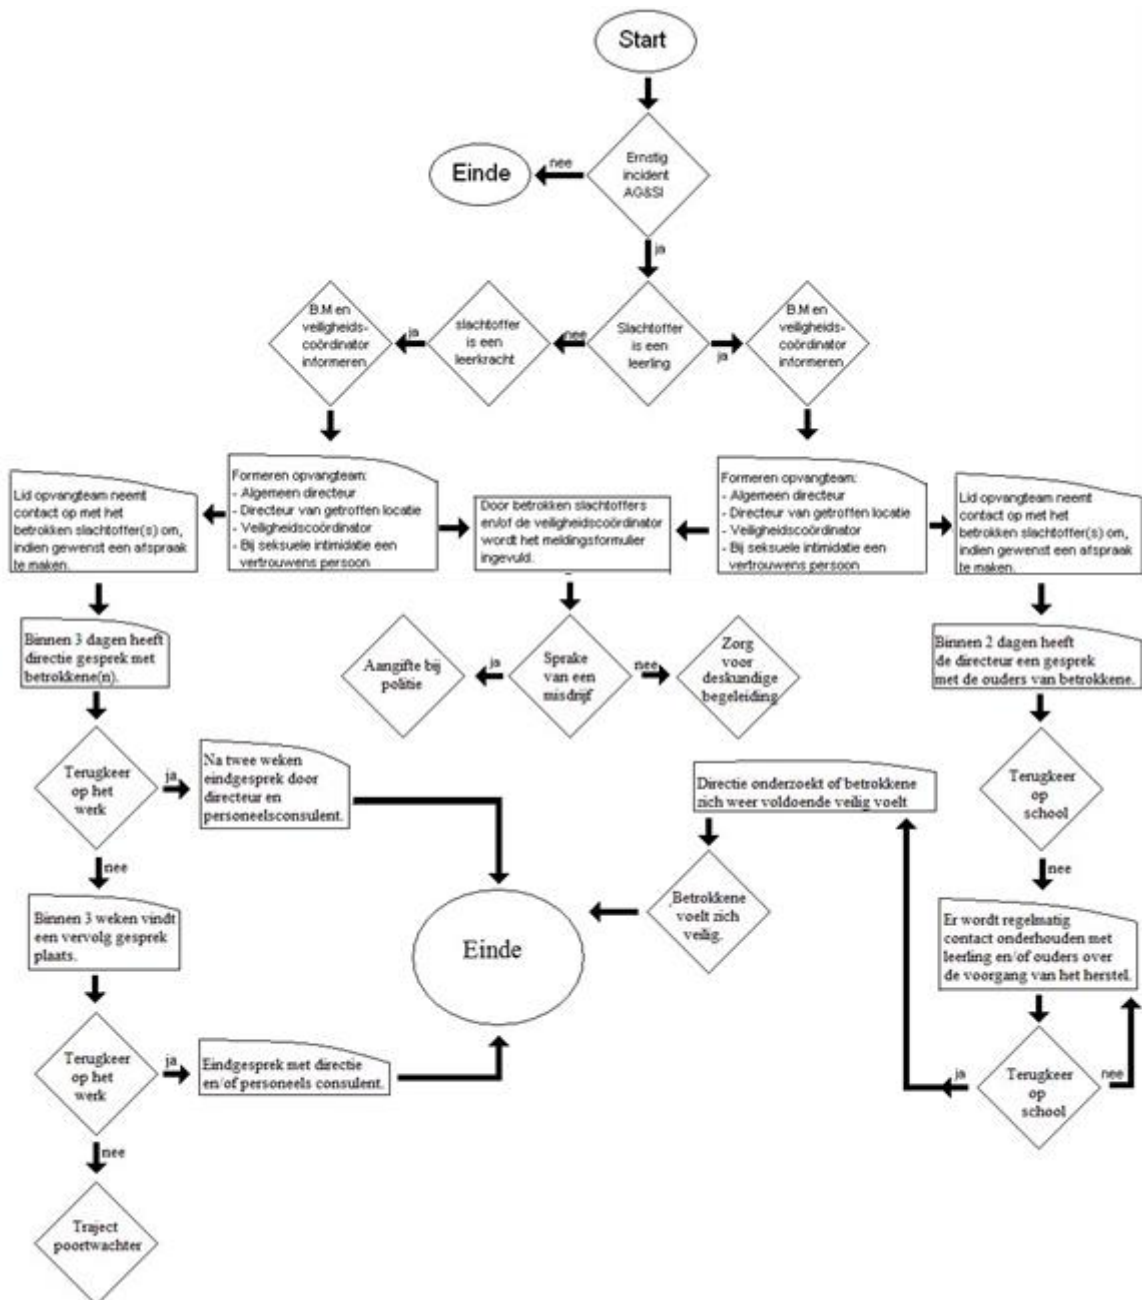 Start
Ernstig
incident
AG&SI
nee
Einde
ja
B.M en
veiligheids-
coördinator
informeren
ja
slachtoffer
is een
leerkracht
nee
Slachtoffer
is een
leerling
ja
B.M en
veiligheids-
coördinator
informeren
Lid opvangteam neemt
contact op met het
betrokken slachtoffer(s) om,
indien gewenst een afspraak
te maken.
Formeren opvangteam:
- Algemeen directeur
- Directeur van getroffen locatie
- Veiligheidscoördinator
- Bij seksuele intimidatie een
vertrouwens persoon
Door betrokken slachtoffers
en/of de veiligheidscoördinator
wordt het meldingsformulier
ingevuld.
Formeren opvangteam:
- Algemeen directeur
- Directeur van getroffen locatie
- Veiligheidscoördinator
- Bij seksuele intimidatie een
vertrouwens persoon
Lid opvangteam neemt
contact op met het
betrokken slachtoffer(s) om,
indien gewenst een afspraak
te maken.
Binnen 3 dagen heeft
directie gesprek met
betrokkene(n).
Aangifte bij
politie
ja
Sprake
van een
misdrijf
nee
Zorg
voor
deskundige
begeleiding
Binnen 2 dagen heeft
de directeur een gesprek
met de ouders van betrokkene.
Terugkeer
op het
werk
ja
Na twee weken
eindgesprek door
directeur en
personeelsconsulent.
Directie onderzoekt of betrokkene
zich weer voldoende veilig voelt
Terugkeer
op
school
nee
nee
Binnen 3 weken vindt
een vervolg gesprek
plaats.
Einde
Betrokkene
voelt zich
veilig.
Er wordt regelmatig
contact onderhouden met
leerling en/of ouders over
de voorgang van het herstel.
Terugkeer
op het
werk
ja
Eindgesprek met directie
en/of personeels consulent.
ja
Terugkeer
op
school
nee
nee
Traject
poortwachter